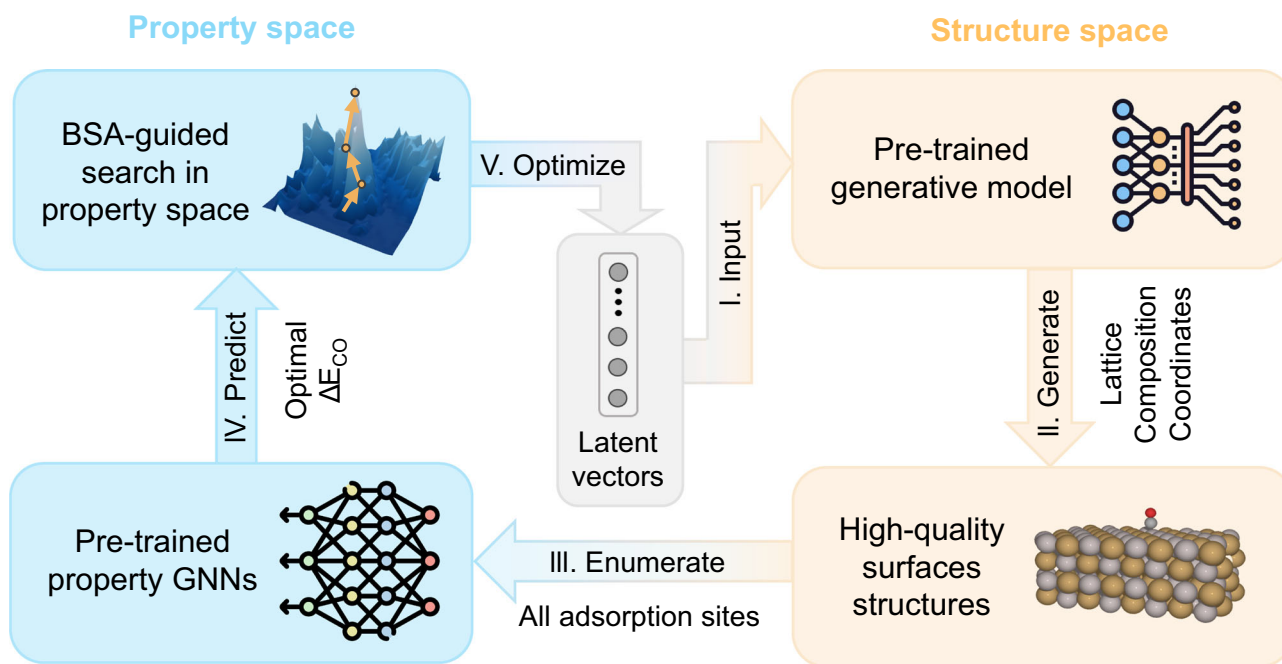 Property space
Structure space
BSA-guided
search in
property space
V. Optimize
I. Input
Pre-trained
generative model
Latent
vectors
II. Generate
Lattice
Composition
Coordinates
IV. Predict
Optimal
ΔE_CO
Pre-trained
property GNNs
III. Enumerate
All adsorption sites
High-quality
surfaces
structures